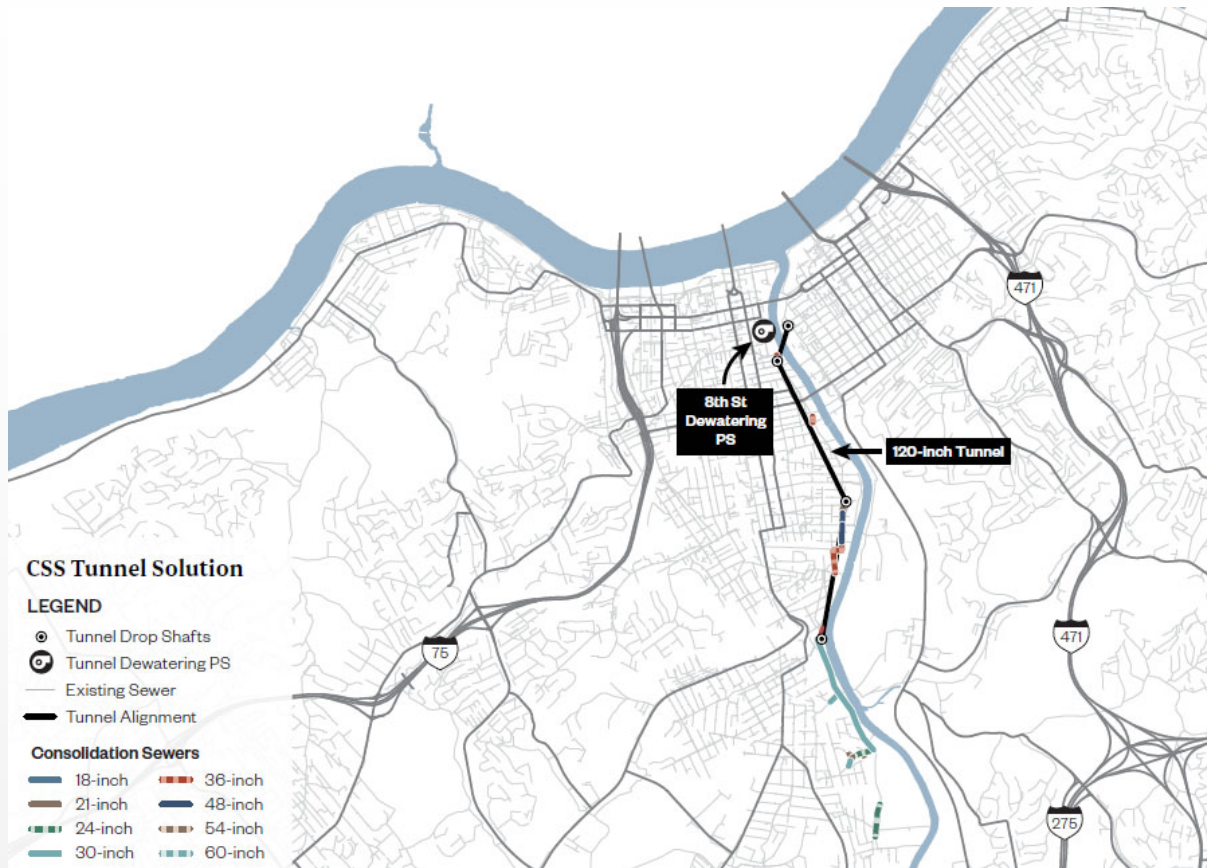 471
8th St
Dewatering
PS
120-inch Tunnel
CSS Tunnel Solution
LEGEND
Tunnel Drop Shafts
Tunnel Dewatering PS
Existing Sewer
Tunnel Alignment
Consolidation Sewers
18-inch
36-inch
21-inch
48-inch
24-inch
54-inch
30-inch
60-inch
75
471
275